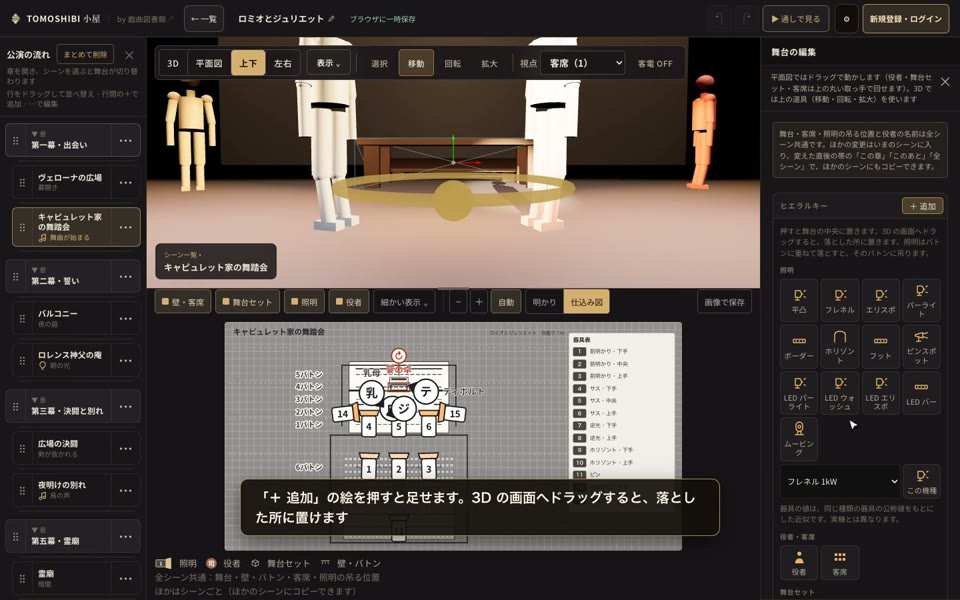 TOMOSHIBI 小屋
by 戯曲図書館
← 一覧
ロミオとジュリエット
ブラウザに一時保存
▶ 通しで見る
新規登録・ログイン
公演の流れ
まとめて削除
章を開き、シーンを選ぶと舞台が切り替わります
行をドラッグして並べ替え・行間の＋で追加・…で編集
▼ 章
第一幕・出会い
ヴェローナの広場
幕開き
キャピュレット家の舞踏会
舞曲が始まる
▼ 章
第二幕・誓い
バルコニー
夜の庭
ロレンス神父の庵
朝の光
▼ 章
第三幕・決闘と別れ
広場の決闘
剣が抜かれる
夜明けの別れ
鳥の声
▼ 章
第五幕・霊廟
霊廟
暗闇
3D
平面図
上下
左右
表示
選択
移動
回転
拡大
視点
客席（1）
客電 OFF
シーン一覧
キャピュレット家の舞踏会
壁・客席
舞台セット
照明
役者
細かい表示
−
＋
自動
明かり
仕込み図
画像で保存
キャピュレット家の舞踏会
器具表
1 前明かり・下手
2 前明かり・中央
3 前明かり・上手
4 サス・下手
5 サス・中央
6 サス・上手
7 逆光・下手
8 逆光・上手
9 ホリゾント・下手
10 ホリゾント・上手
11 ピン
5バトン
4バトン
3バトン
2バトン
1バトン
6バトン
乳母
乳
テ
ティボルト
ジ
14
4
5
6
15
1
2
3
「＋ 追加」の絵を押すと足せます。3D の画面へドラッグすると、落とした所に置けます
照明
役者
舞台セット
壁・バトン
全シーン共通：舞台・壁・バトン・客席・照明の吊る位置
ほかはシーンごと（ほかのシーンにコピーできます）
舞台の編集
平面図ではドラッグで動かします（役者・舞台セット・客席は上の丸い取っ手で回せます）。3D では上の道具（移動・回転・拡大）を使います
舞台・客席・照明の吊る位置と役者の名前は全シーン共通です。ほかの変更はいまのシーンに入り、変えた直後の帯の「この章」「このあと」「全シーン」で、ほかのシーンにもコピーできます。
ヒエラルキー
＋ 追加
押すと舞台の中央に置きます。3D の画面へドラッグすると、落とした所に置きます。照明はバトンに重ねて落とすと、そのバトンに吊ります。
照明
平凸
フレネル
エリスポ
パーライト
ボーダー
ホリゾント
フット
ピンスポット
LED パーライト
LED ウォッシュ
LED エリスポ
LED バー
ムービング
フレネル 1kW
この機種
器具の値は、同じ種類の器具の公称値をもとにした近似です。実機とは異なります。
役者・客席
役者
客席
舞台セット